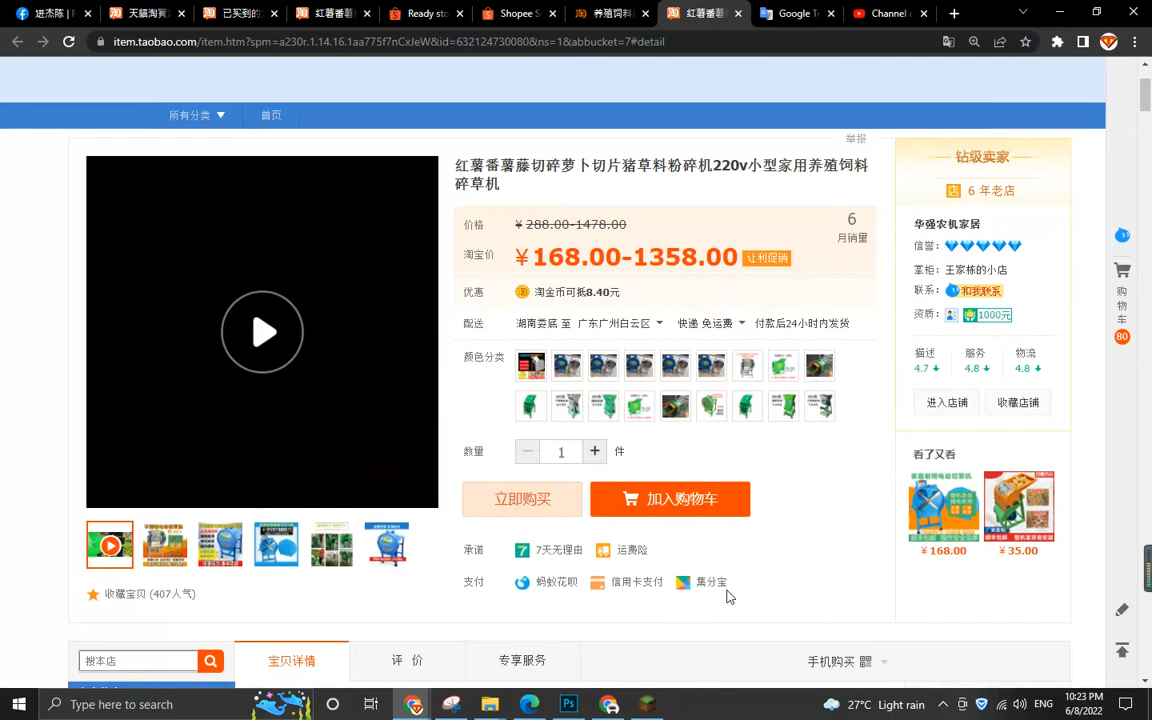 进杰陈 |
天貓淘寶
已买到的
红薯番薯
Ready sto
Shopee
养殖饲料
红薯番薯
Google T
Channel
item.taobao.com/item.htm?spm=a230r.1.14.16.1aa775f7nCxJeW&id=632124730080&ns=1&abbucket=7#detail
所有分类
首页
举报
红薯番薯藤切碎萝卜切片猪草料粉碎机220v小型家用养殖饲料
碎草机
价格
¥ 288.00-1478.00
6
月销量
淘宝价
¥ 168.00-1358.00
让利促销
优惠
淘金币可抵8.40元
配送
湖南娄底 至 广东广州白云区
快递 免运费
付款后24小时内发货
颜色分类
数量
1
件
立即购买
加入购物车
承诺
7
7天无理由
运费险
支付
蚂蚁花呗
信用卡支付
集分宝
收藏宝贝 (407人气)
钻级卖家
店
6 年老店
华强农机家居
信誉：
掌柜：王家栋的小店
联系：
和我联系
资质：
1000元
描述
服务
物流
4.7
4.8
4.8
进入店铺
收藏店铺
看了又看
¥ 168.00
¥ 35.00
购物车
80
搜本店
宝贝详情
评 价
专享服务
手机购买
Type here to search
Ps
27°C Light rain
10:23 PM
6/8/2022